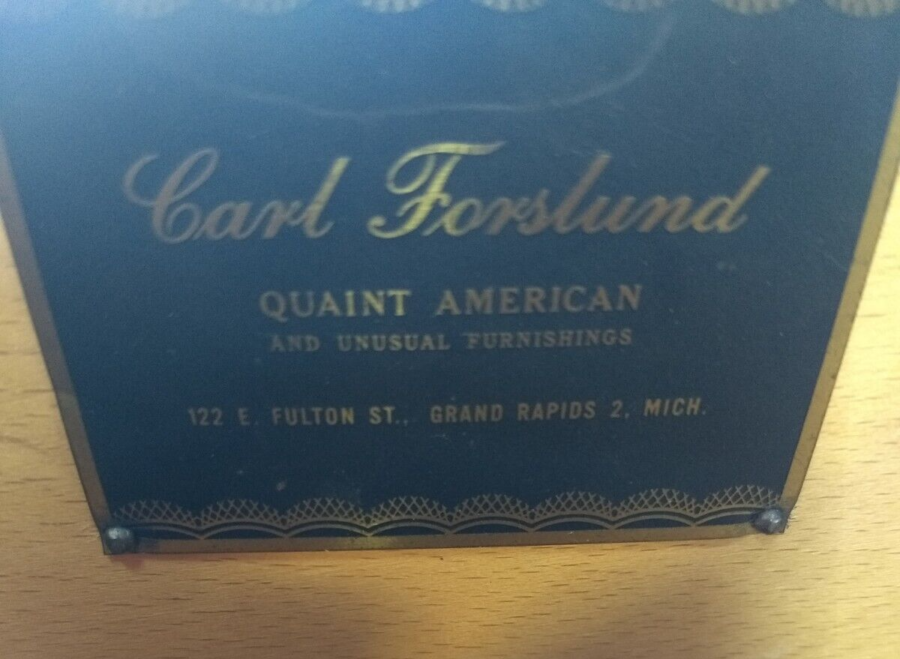 Carl Forslund
QUAINT AMERICAN
AND UNUSUAL FURNISHINGS
122 E. FULTON ST., GRAND RAPIDS 2, MICH.